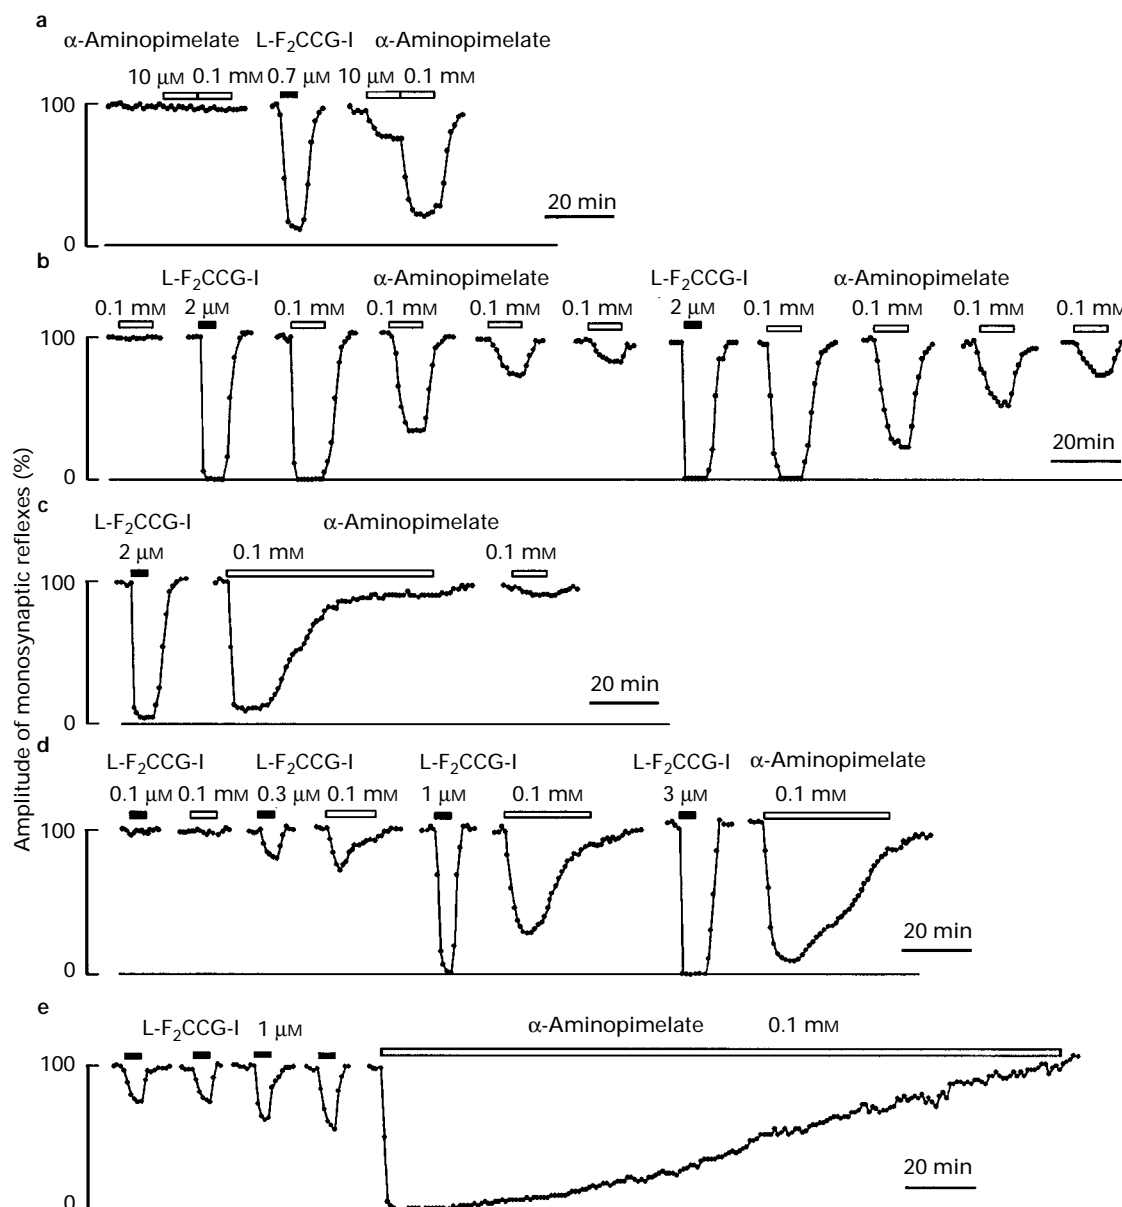 a
α-Aminopimelate L-F₂CCG-I α-Aminopimelate
10 μM 0.1 mM 0.7 μM 10 μM 0.1 mM
100
20 min
0
b
L-F₂CCG-I α-Aminopimelate L-F₂CCG-I α-Aminopimelate
0.1 mM 2 μM 0.1 mM 0.1 mM 0.1 mM 0.1 mM 2 μM 0.1 mM 0.1 mM 0.1 mM 0.1 mM
100
20min
0
Amplitude of monosynaptic reflexes (%)
c
L-F₂CCG-I α-Aminopimelate
2 μM 0.1 mM 0.1 mM
100
20 min
0
d
L-F₂CCG-I L-F₂CCG-I L-F₂CCG-I L-F₂CCG-I α-Aminopimelate
0.1 μM 0.1 mM 0.3 μM 0.1 mM 1 μM 0.1 mM 3 μM 0.1 mM
100
20 min
0
e
L-F₂CCG-I 1 μM α-Aminopimelate 0.1 mM
100
20 min
0